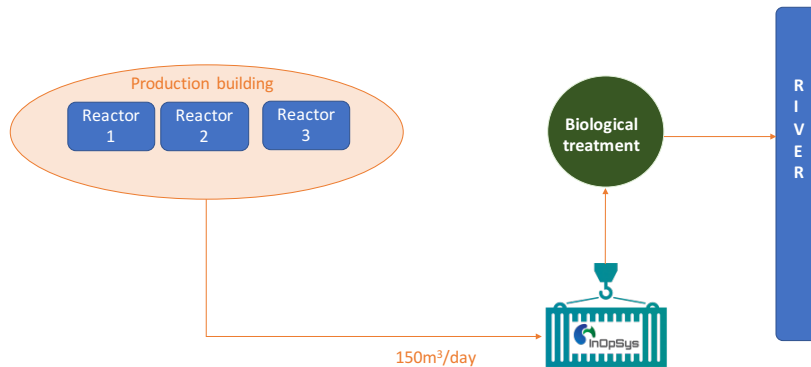 Production building
Reactor
1
Reactor
2
Reactor
3
Biological
treatment
R
I
V
E
R
150m³/day
InOpSys